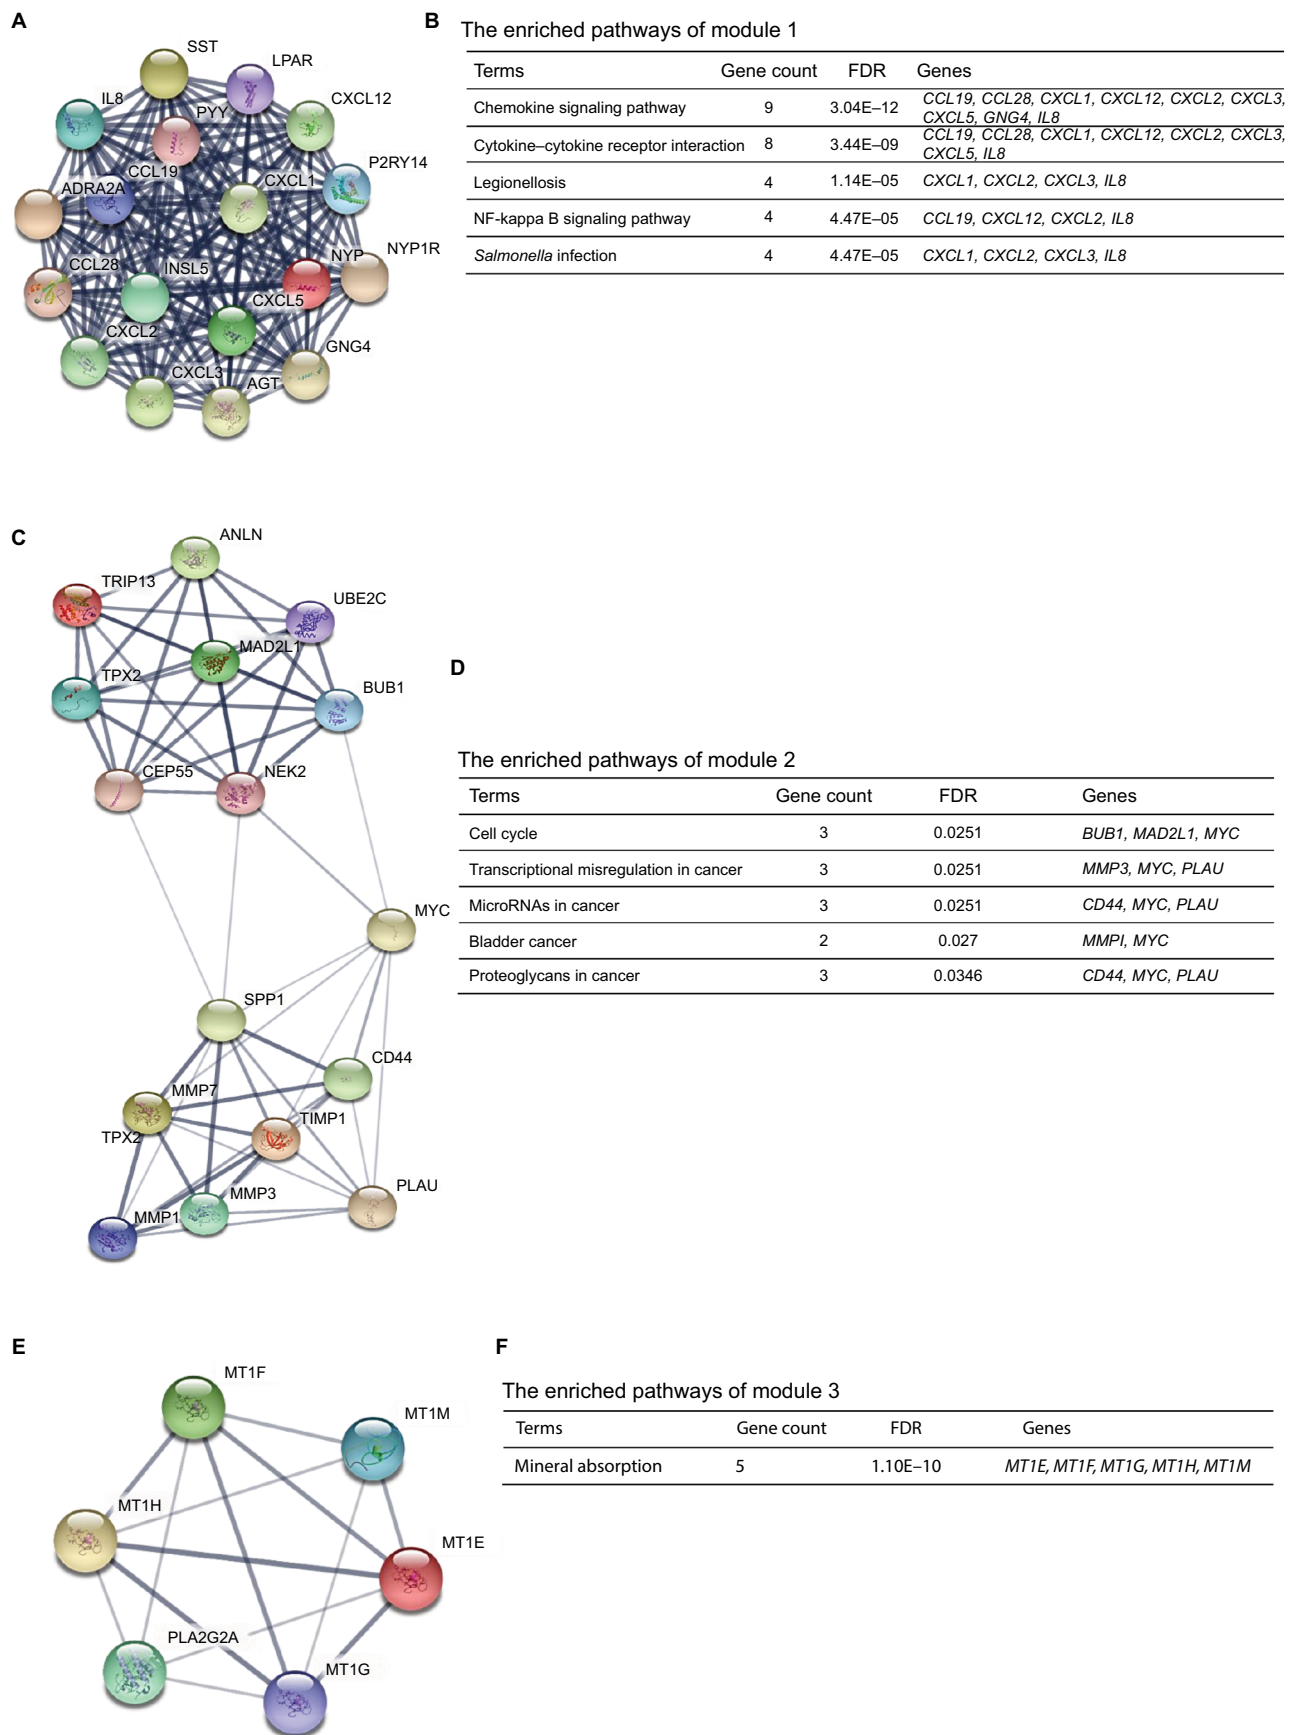 A
SST
LPAR
IL8
PYY
CXCL12
CCL19
P2RY14
ADRA2A
CXCL1
NYP
NYP1R
CCL28
INSL5
CXCL5
CXCL2
GNG4
CXCL3
AGT
B
The enriched pathways of module 1
Terms Gene count FDR Genes
Chemokine signaling pathway 9 3.04E–12 CCL19, CCL28, CXCL1, CXCL12, CXCL2, CXCL3,
CXCL5, GNG4, IL8
Cytokine–cytokine receptor interaction 8 3.44E–09 CCL19, CCL28, CXCL1, CXCL12, CXCL2, CXCL3,
CXCL5, IL8
Legionellosis 4 1.14E–05 CXCL1, CXCL2, CXCL3, IL8
NF-kappa B signaling pathway 4 4.47E–05 CCL19, CXCL12, CXCL2, IL8
Salmonella infection 4 4.47E–05 CXCL1, CXCL2, CXCL3, IL8
C
ANLN
TRIP13
UBE2C
MAD2L1
TPX2
BUB1
CEP55
NEK2
MYC
SPP1
CD44
MMP7
TIMP1
TPX2
PLAU
MMP3
MMP1
D
The enriched pathways of module 2
Terms Gene count FDR Genes
Cell cycle 3 0.0251 BUB1, MAD2L1, MYC
Transcriptional misregulation in cancer 3 0.0251 MMP3, MYC, PLAU
MicroRNAs in cancer 3 0.0251 CD44, MYC, PLAU
Bladder cancer 2 0.027 MMPI, MYC
Proteoglycans in cancer 3 0.0346 CD44, MYC, PLAU
E
MT1F
MT1M
MT1H
MT1E
PLA2G2A
MT1G
F
The enriched pathways of module 3
Terms Gene count FDR Genes
Mineral absorption 5 1.10E–10 MT1E, MT1F, MT1G, MT1H, MT1M